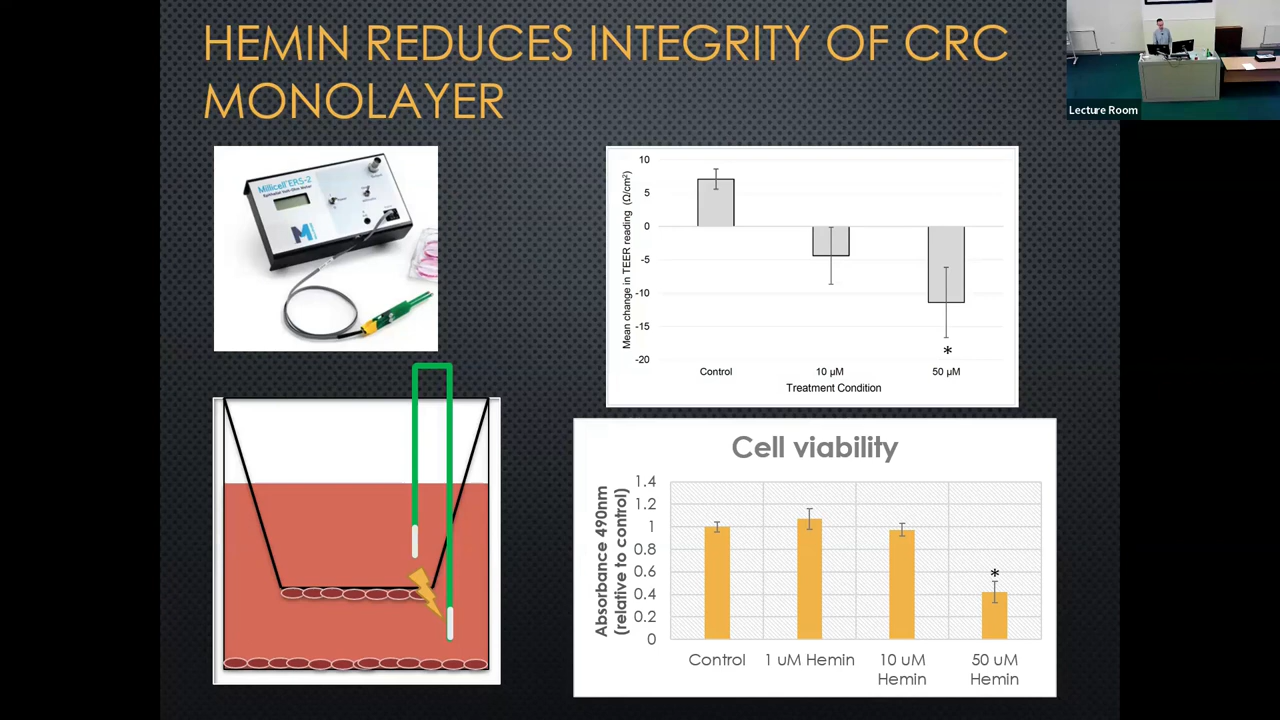 HEMIN REDUCES INTEGRITY OF CRC
MONOLAYER
Lecture Room
Millicell ERS-2
M
Mean change in TEER reading (Ω/cm²)
10
5
0
-5
-10
-15
-20
*
Control
10 µM
50 µM
Treatment Condition
Cell viability
Absorbance 490nm
(relative to control)
1.4
1.2
1
0.8
0.6
0.4
0.2
0
*
Control
1 uM Hemin
10 uM
Hemin
50 uM
Hemin